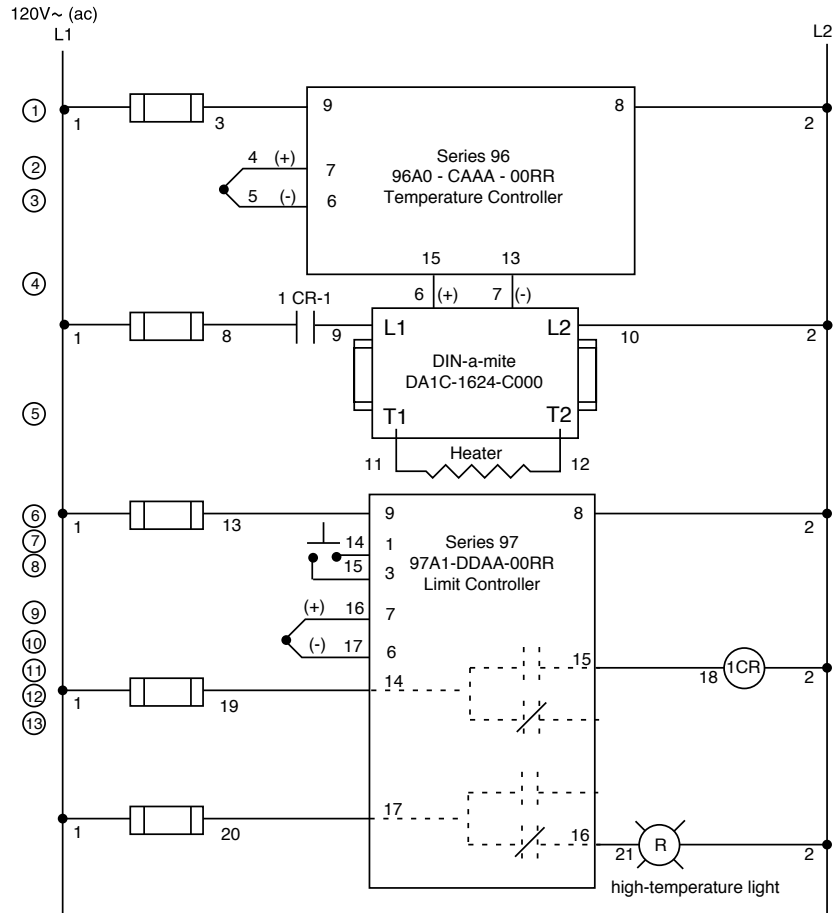 120V~ (ac)
L1
L2
1
1
3
9
8
2
2
4 (+)
7
Series 96
96A0 - CAAA - 00RR
Temperature Controller
3
5 (-)
6
15
13
4
6 (+)
7 (-)
1 CR-1
1
8
9
L1
L2
10
2
DIN-a-mite
DA1C-1624-C000
5
T1
T2
11
Heater
12
6
1
13
9
8
2
7
14
1
Series 97
97A1-DDAA-00RR
Limit Controller
8
15
3
9
(+) 16
7
10
(-) 17
6
11
14
15
18
1CR
2
12
1
19
13
17
1
20
16
21
R
2
high-temperature light